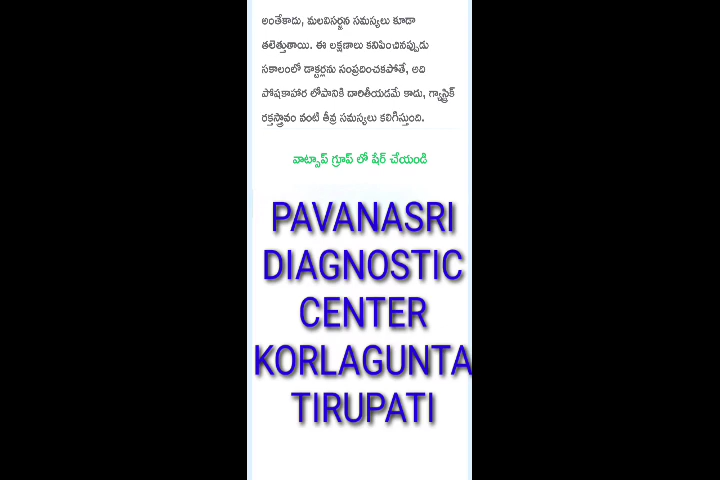 అంతేకాదు, మలవిసర్జన సమస్యలు కూడా
తలెత్తుతాయి. ఈ లక్షణాలు కనిపించినప్పుడు
సకాలంలో డాక్టర్లను సంప్రదించకపోతే, అది
పోషకాహార లోపానికి దారితీయడమే కాదు, గ్యాస్ట్రిక్
రక్తస్రావం వంటి తీవ్ర సమస్యలు కలిగిస్తుంది.
వాట్సాప్ గ్రూప్ లో షేర్ చేయండి
PAVANASRI
DIAGNOSTIC
CENTER
KORLAGUNTA
TIRUPATI